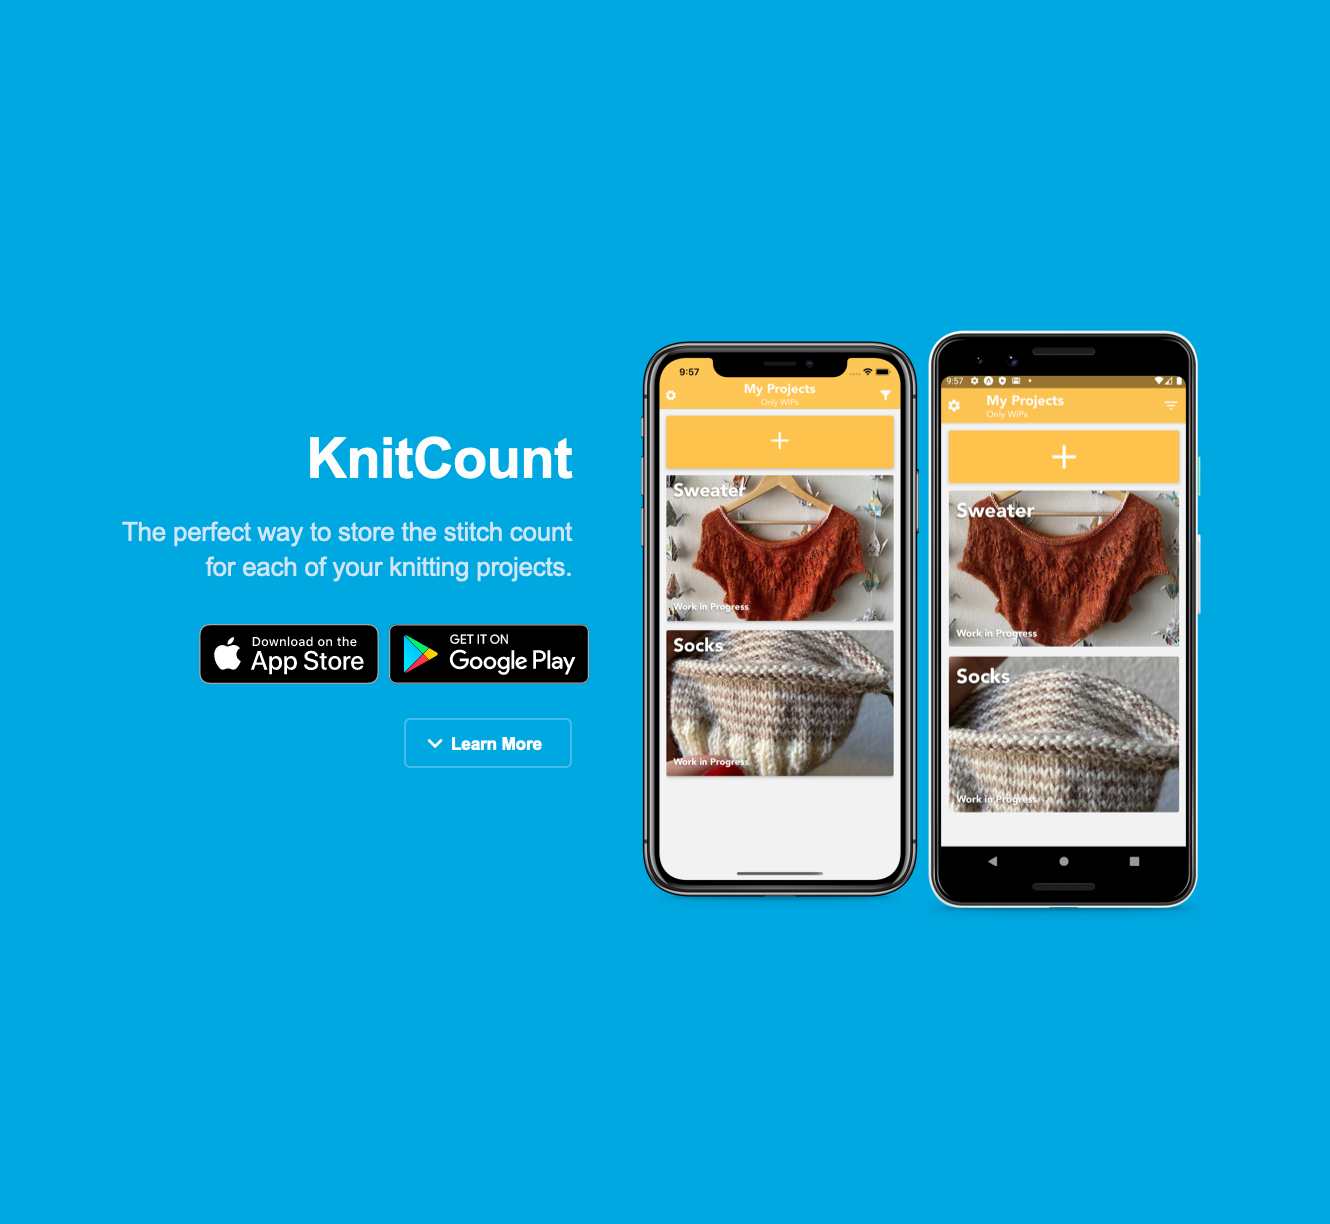 KnitCount
The perfect way to store the stitch count
for each of your knitting projects.
Download on the
App Store
GET IT ON
Google Play
Learn More
9:57
My Projects
Only WIPs
Sweater
Work in Progress
Socks
Work in Progress
9:57
My Projects
Only WIPs
Sweater
Work in Progress
Socks
Work in Progress